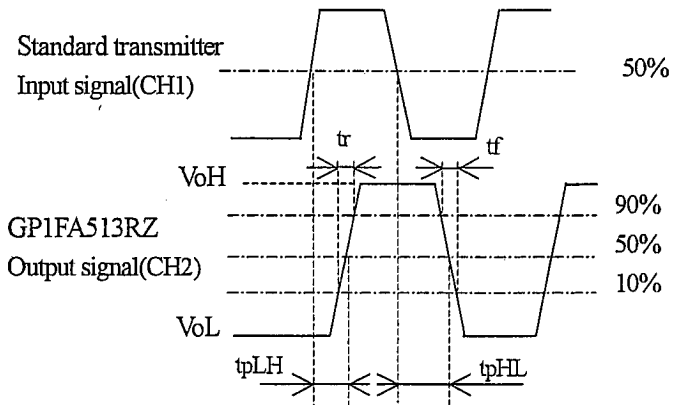 Standard transmitter
Input signal(CH1)
50%
tr
tf
VoH
90%
GP1FA513RZ
50%
Output signal(CH2)
10%
VoL
tpLH
tpHL